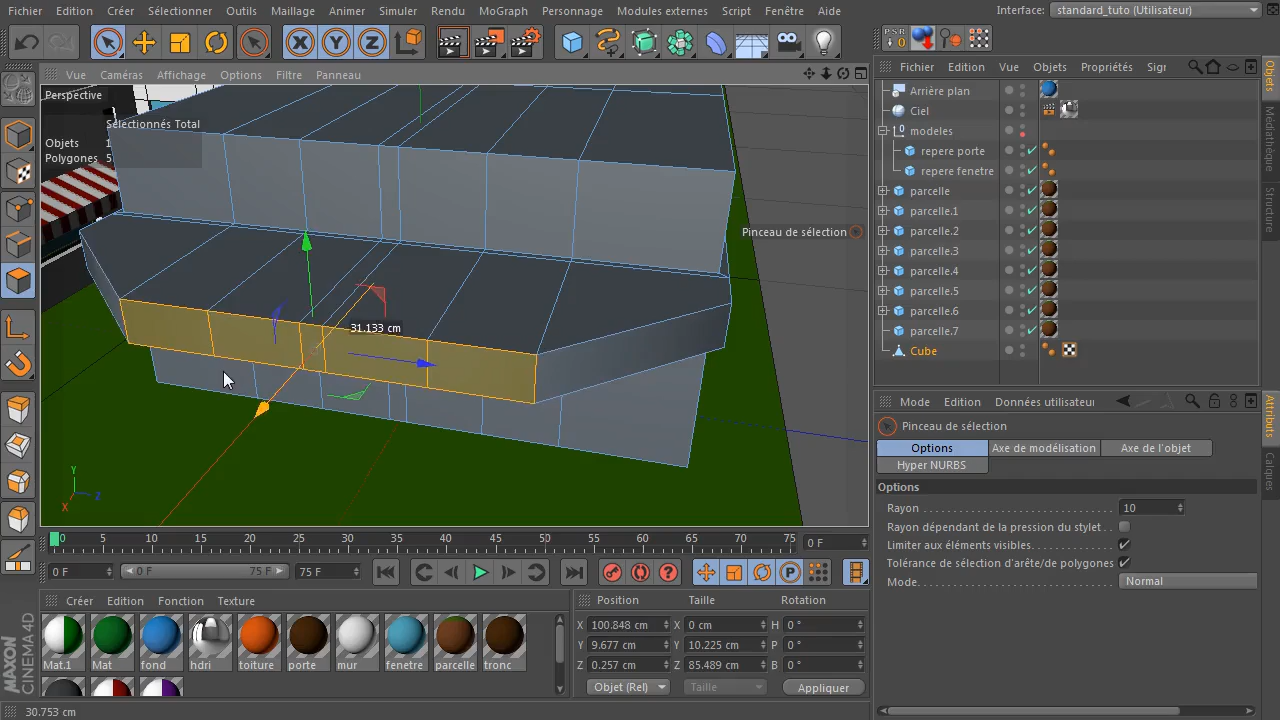 Fichier Edition Créer Sélectionner Outils Maillage Animer Simuler Rendu MoGraph Personnage Modules externes Script Fenêtre Aide Interface: standard_tuto (Utilisateur)
PSR
0
Vue Caméras Affichage Options Filtre Panneau
Fichier Edition Vue Objets Propriétés Sign
Perspective
Sélectionnés Total
Objets 1
Polygones 5
Pinceau de sélection
31.133 cm
Y
X
Z
Arrière plan
Ciel
modeles
repere porte
repere fenetre
parcelle
parcelle.1
parcelle.2
parcelle.3
parcelle.4
parcelle.5
parcelle.6
parcelle.7
Cube
Objets
Médiathèque
Structure
Mode Edition Données utilisateur
Pinceau de sélection
Options Axe de modélisation Axe de l'objet
Hyper NURBS
Options
Rayon 10
Rayon dépendant de la pression du stylet
Limiter aux éléments visibles
Tolérance de sélection d'arête/de polygones
Mode Normal
Attributs
Calques
0 5 10 15 20 25 30 35 40 45 50 55 60 65 70 75 0 F
0 F 0 F 75 F 75 F
Créer Edition Fonction Texture
Mat.1 Mat fond hdri toiture porte mur fenetre parcelle tronc
Position Taille Rotation
X 100.848 cm X 0 cm H 0 °
Y 9.677 cm Y 10.225 cm P 0 °
Z 0.257 cm Z 85.489 cm B 0 °
Objet (Rel) Taille Appliquer
MAXON
CINEMA 4D
30.753 cm